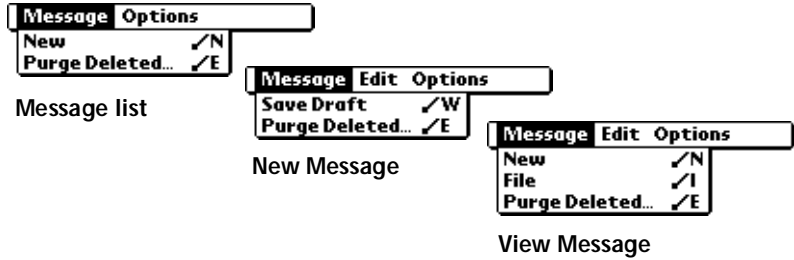 Message Options
New /N
Purge Deleted... /E
Message list
Message Edit Options
Save Draft /W
Purge Deleted... /E
New Message
Message Edit Options
New /N
File /I
Purge Deleted... /E
View Message